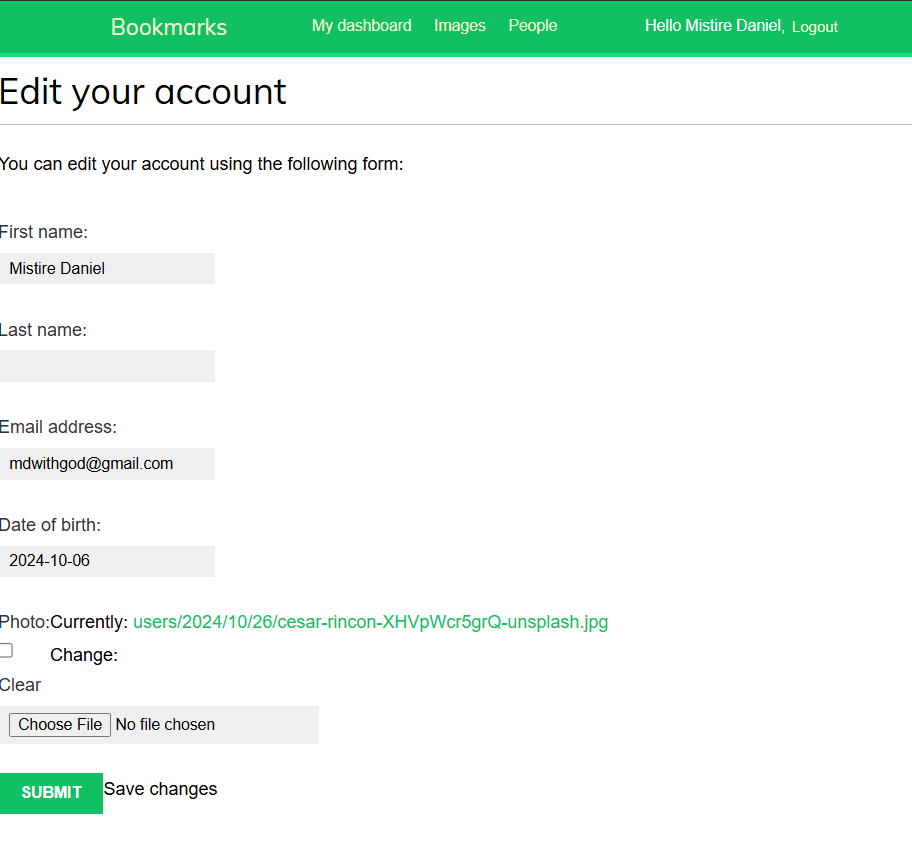 Bookmarks My dashboard Images People Hello Mistire Daniel, Logout
Edit your account
You can edit your account using the following form:
First name:
Mistire Daniel
Last name:
Email address:
mdwithgod@gmail.com
Date of birth:
2024-10-06
Photo:Currently: users/2024/10/26/cesar-rincon-XHVpWcr5grQ-unsplash.jpg
Change:
Clear
Choose File No file chosen
SUBMIT Save changes